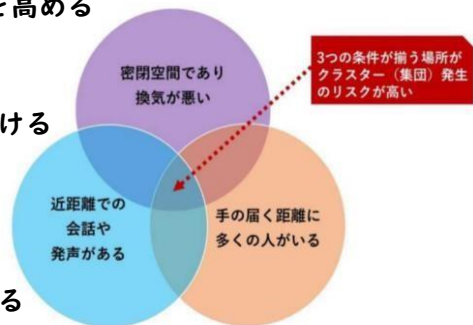 を高める
密閉空間であり
換気が悪い
3つの条件が揃う場所が
クラスター（集団）発生
のリスクが高い
ける
近距離での
会話や
発声がある
手の届く距離に
多くの人がいる
る